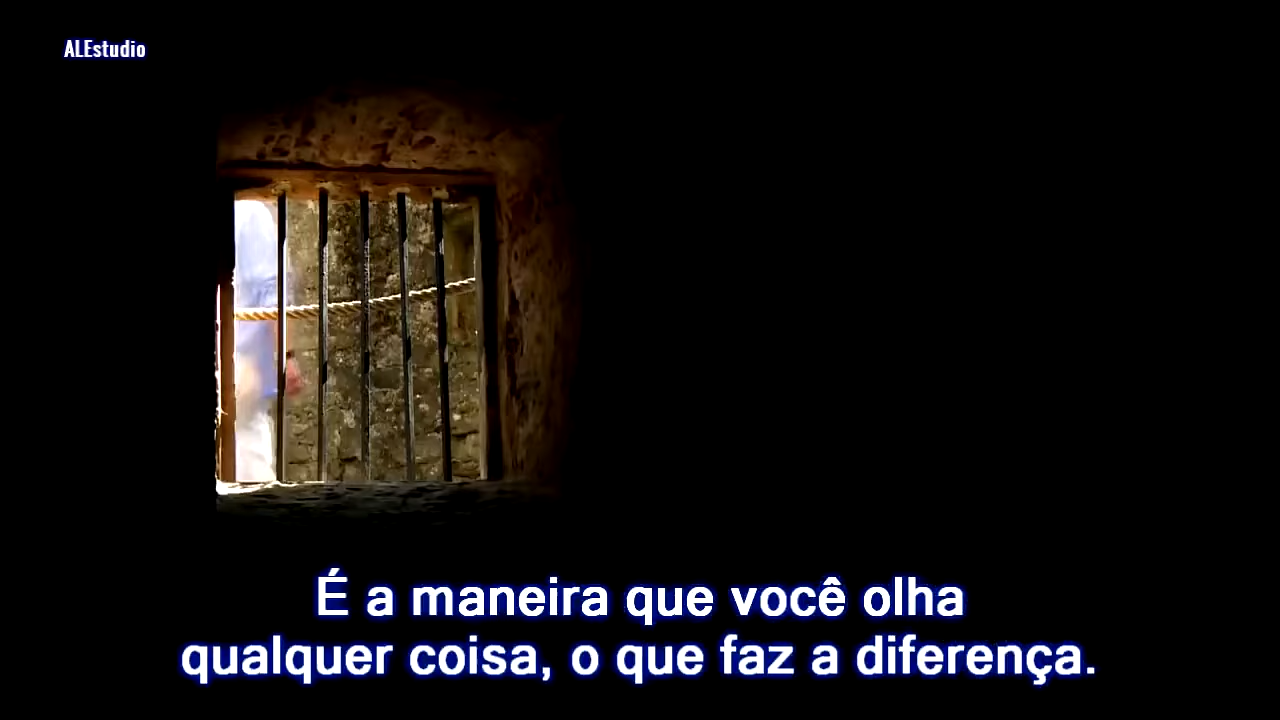 ALEstudio
É a maneira que você olha
qualquer coisa, o que faz a diferença.